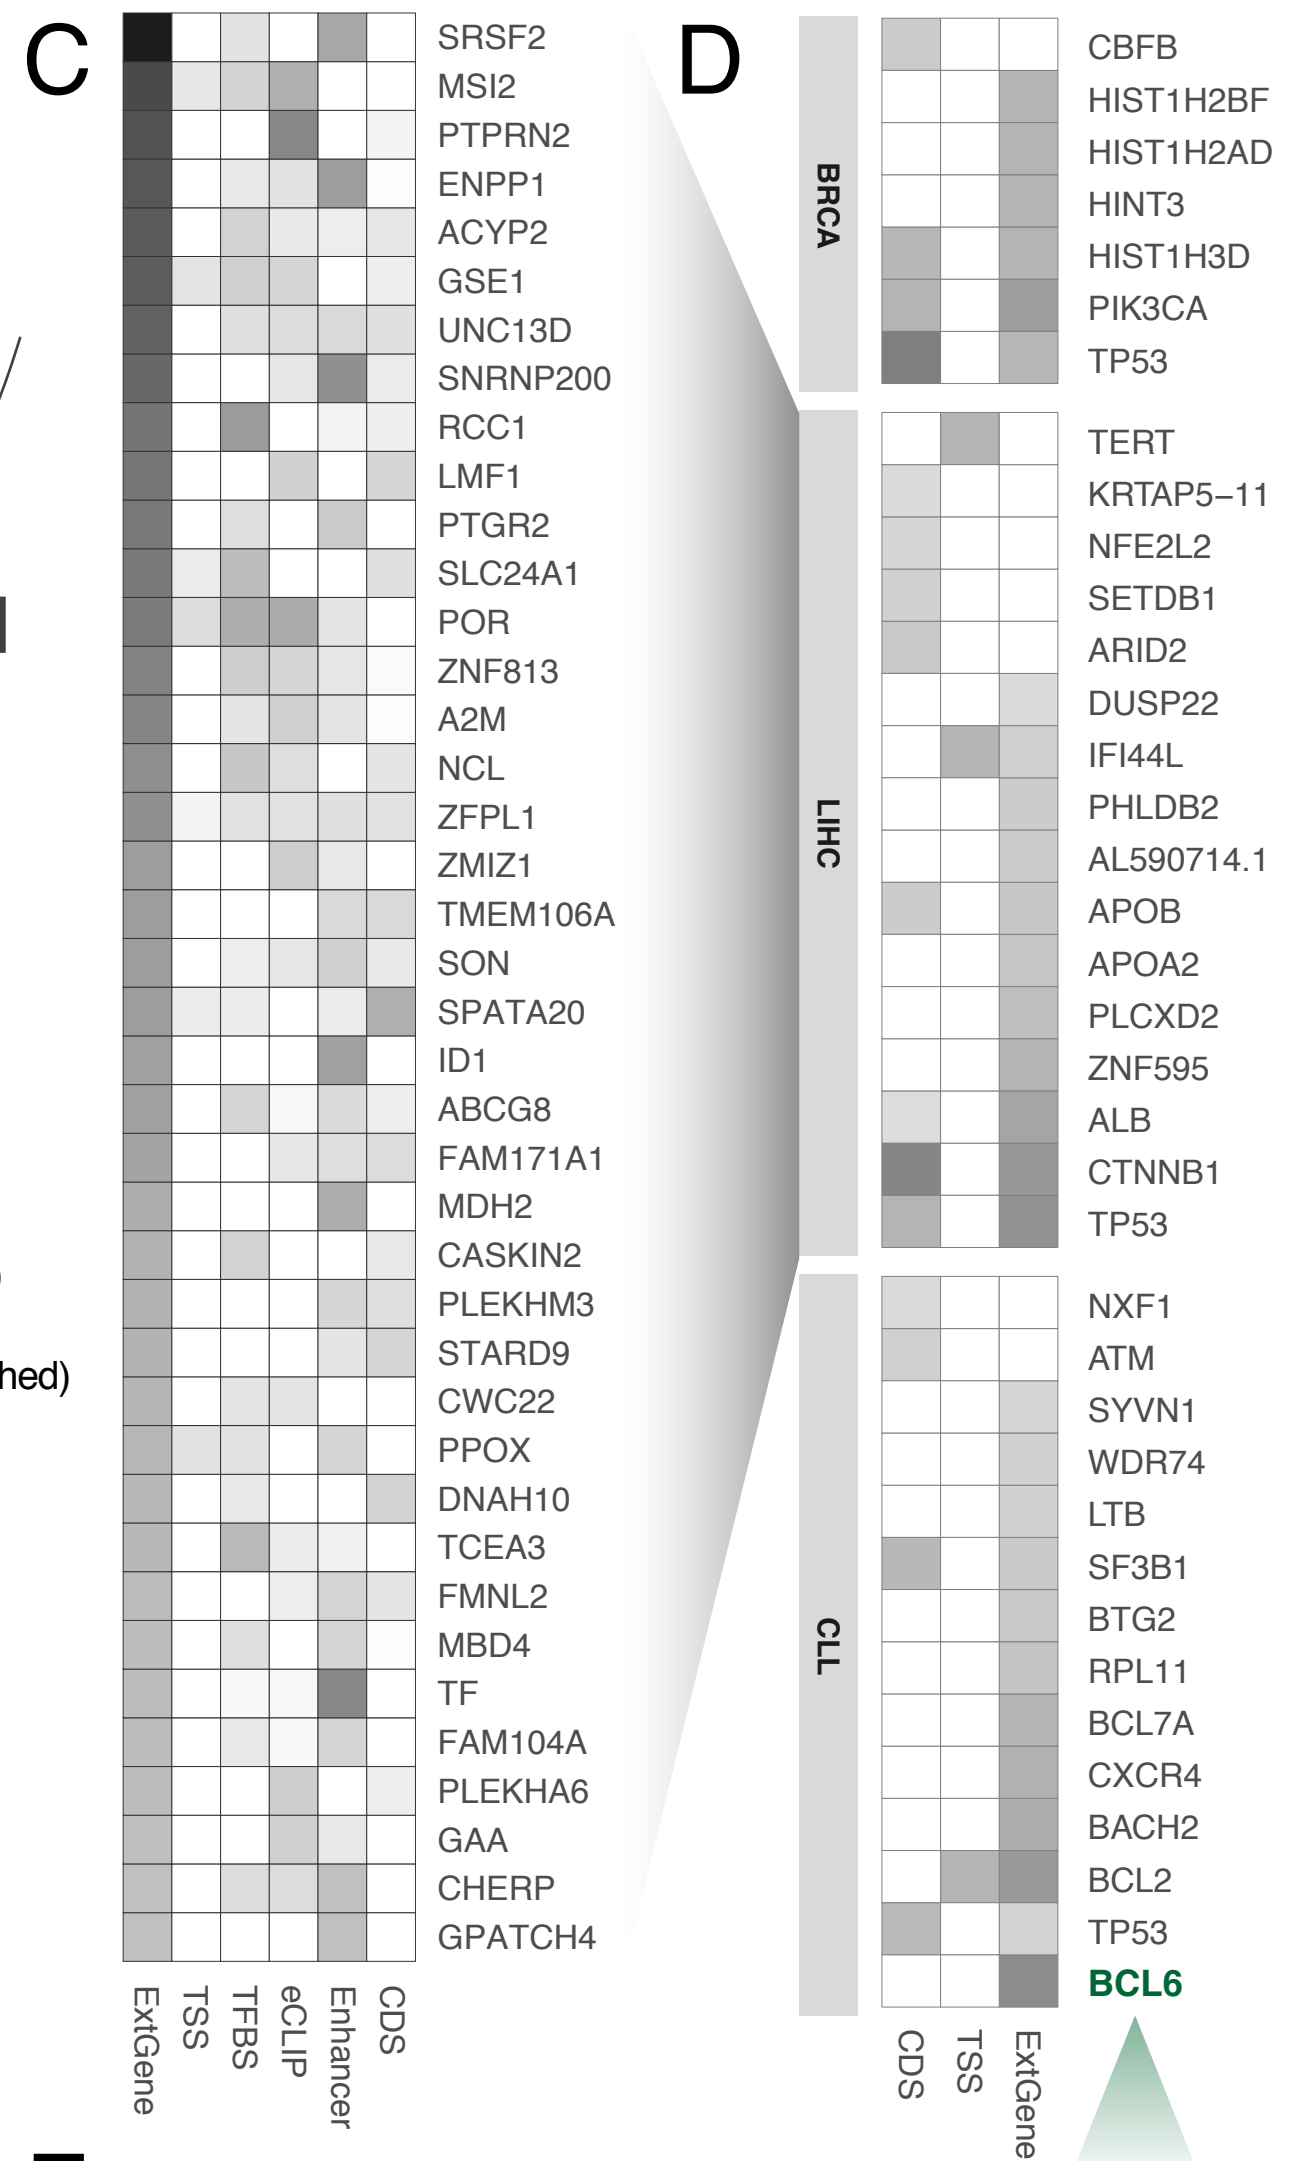 C
SRSF2
MSI2
PTPRN2
ENPP1
ACYP2
GSE1
UNC13D
SNRNP200
RCC1
LMF1
PTGR2
SLC24A1
POR
ZNF813
A2M
NCL
ZFPL1
ZMIZ1
TMEM106A
SON
SPATA20
ID1
ABCG8
FAM171A1
MDH2
CASKIN2
PLEKHM3
STARD9
CWC22
PPOX
DNAH10
TCEA3
FMNL2
MBD4
TF
FAM104A
PLEKHA6
GAA
CHERP
GPATCH4
ExtGene
TSS
TFBS
eCLIP
Enhancer
CDS
hed)
D
BRCA
CBFB
HIST1H2BF
HIST1H2AD
HINT3
HIST1H3D
PIK3CA
TP53
LIHC
TERT
KRTAP5−11
NFE2L2
SETDB1
ARID2
DUSP22
IFI44L
PHLDB2
AL590714.1
APOB
APOA2
PLCXD2
ZNF595
ALB
CTNNB1
TP53
CLL
NXF1
ATM
SYVN1
WDR74
LTB
SF3B1
BTG2
RPL11
BCL7A
CXCR4
BACH2
BCL2
TP53
BCL6
CDS
TSS
ExtGene